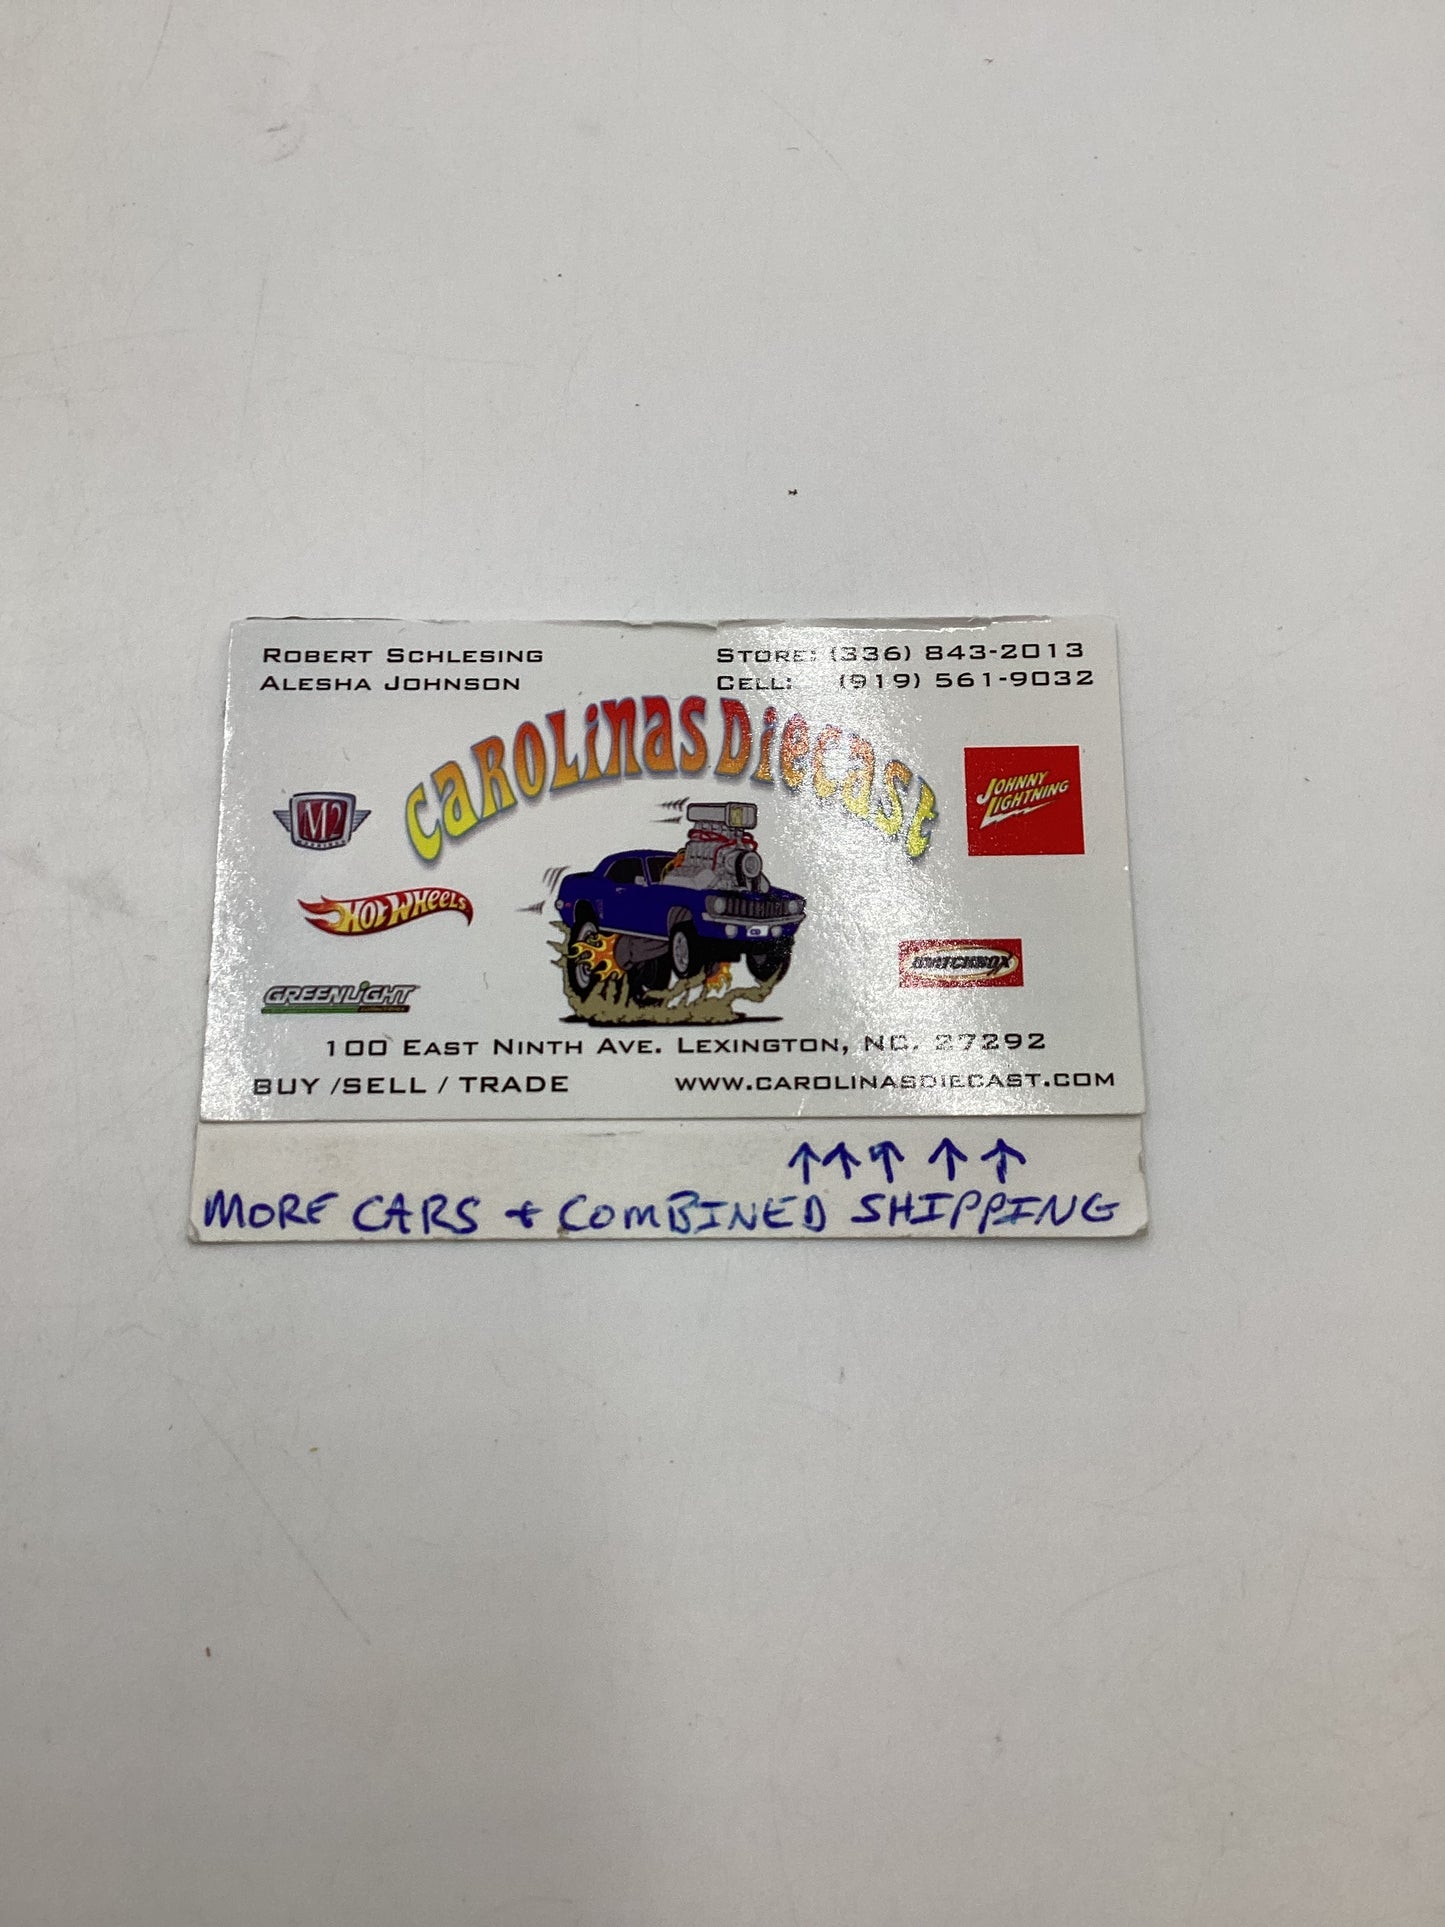 ROBERT SCHLESING
ALESHA JOHNSON
STORE: (336) 843-2013
CELL: (919) 561-9032
CAROLINAS DIECAST
M2
JOHNNY LIGHTNING
HOT WHEELS
CD
MATCHBOX
GREENLIGHT
100 EAST NINTH AVE. LEXINGTON, NC. 27292
BUY /SELL / TRADE
WWW.CAROLINASDIECAST.COM
↑↑↑ ↑ ↑
MORE CARS + COMBINED SHIPPING